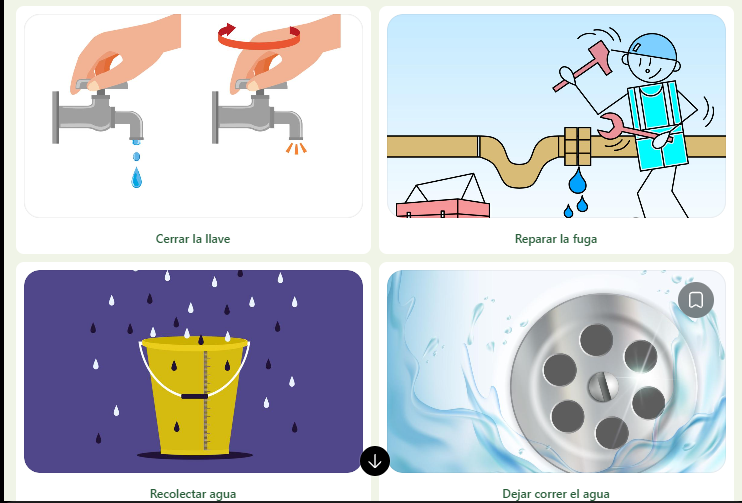 Cerrar la llave
Reparar la fuga
Recolectar agua
Dejar correr el agua